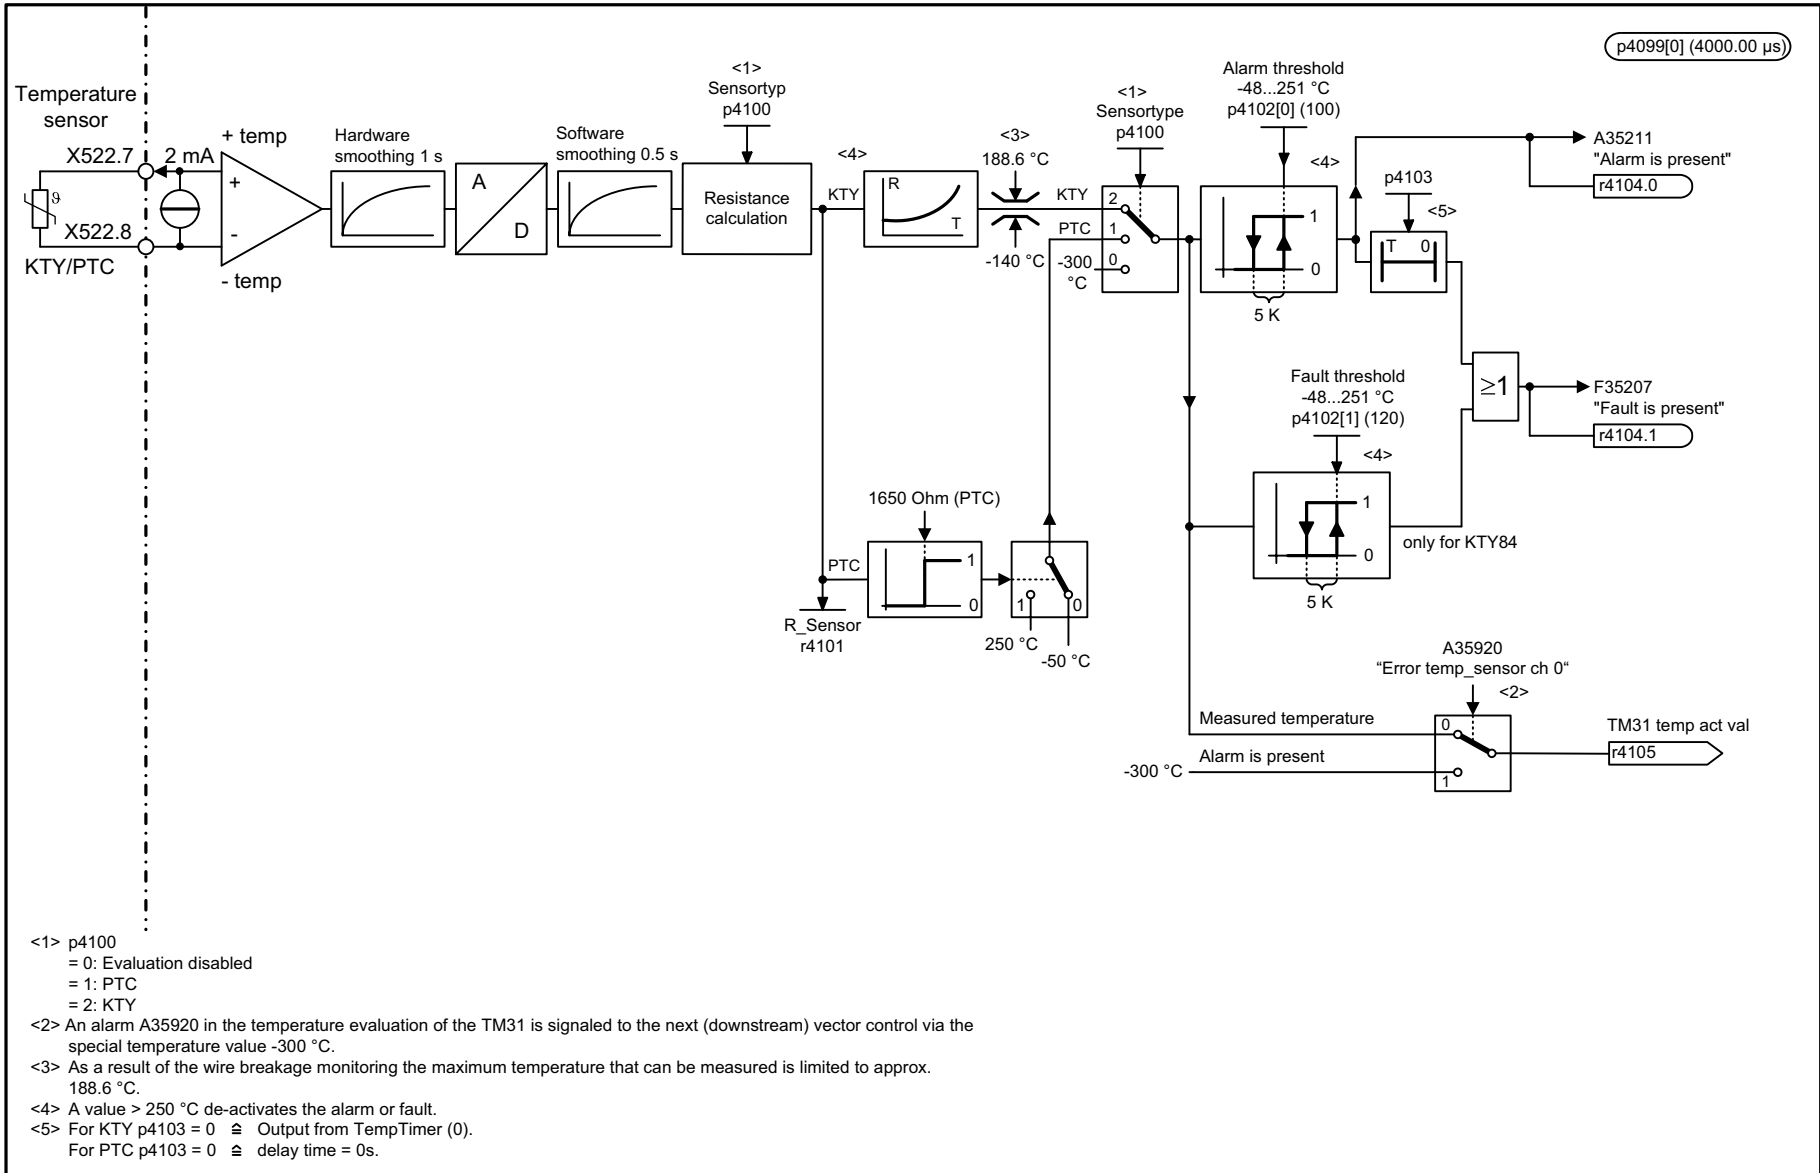 p4099[0] (4000.00 µs)
Temperature
sensor
X522.7
X522.8
KTY/PTC
ϑ
2 mA
+ temp
+
-
- temp
Hardware
smoothing 1 s
A
D
Software
smoothing 0.5 s
<1>
Sensortyp
p4100
Resistance
calculation
<4>
KTY
R
T
<3>
188.6 °C
-140 °C
KTY
PTC
-300
°C
<1>
Sensortype
p4100
2
1
0
Alarm threshold
-48...251 °C
p4102[0] (100)
<4>
1
0
5 K
p4103
<5>
T 0
A35211
"Alarm is present"
r4104.0
≥1
F35207
"Fault is present"
r4104.1
Fault threshold
-48...251 °C
p4102[1] (120)
<4>
1
0
5 K
only for KTY84
1650 Ohm (PTC)
PTC
1
0
R_Sensor
r4101
1 0
250 °C
-50 °C
A35920
“Error temp_sensor ch 0“
<2>
Measured temperature
0
Alarm is present
-300 °C
1
TM31 temp act val
r4105
<1> p4100
= 0: Evaluation disabled
= 1: PTC
= 2: KTY
<2> An alarm A35920 in the temperature evaluation of the TM31 is signaled to the next (downstream) vector control via the
special temperature value -300 °C.
<3> As a result of the wire breakage monitoring the maximum temperature that can be measured is limited to approx.
188.6 °C.
<4> A value > 250 °C de-activates the alarm or fault.
<5> For KTY p4103 = 0 ≙ Output from TempTimer (0).
For PTC p4103 = 0 ≙ delay time = 0s.